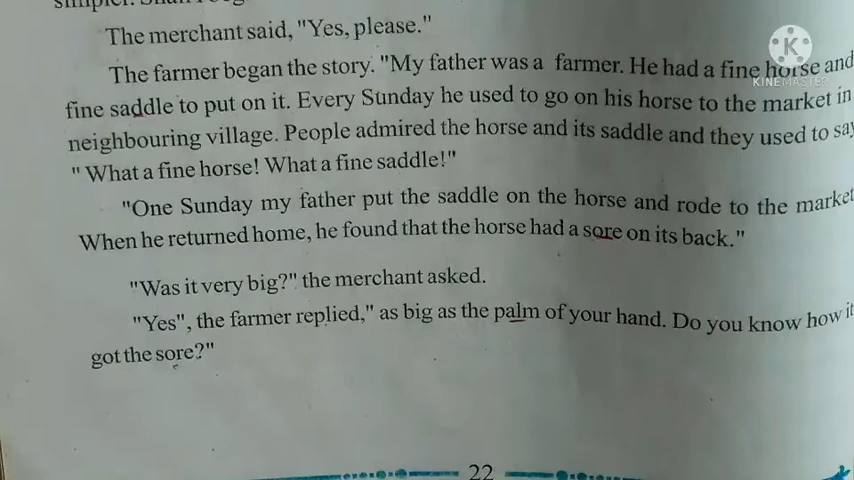 The merchant said, "Yes, please."
The farmer began the story. "My father was a farmer. He had a fine horse and
fine saddle to put on it. Every Sunday he used to go on his horse to the market in
neighbouring village. People admired the horse and its saddle and they used to say
" What a fine horse! What a fine saddle!"
"One Sunday my father put the saddle on the horse and rode to the market
When he returned home, he found that the horse had a sore on its back."
"Was it very big?" the merchant asked.
"Yes", the farmer replied," as big as the palm of your hand. Do you know how it
got the sore?"
22
K
KINEMASTER